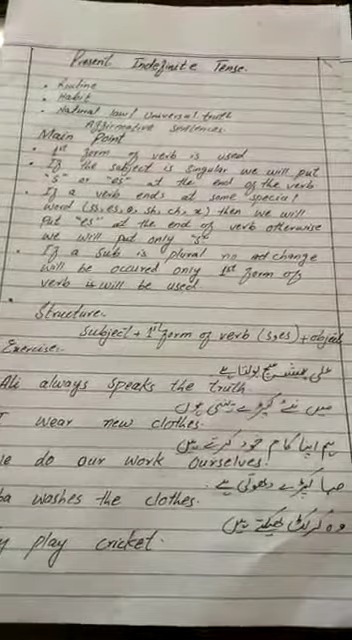 Present Indefinite Tense.
• Routine
• Habit
• Natural law/ universal truth
Affirmative sentences.
Main Point
• 1st form of verb is used
• If the subject is singular we will put
"s" or "es" at the end of the verb
• If a verb ends at some special
word (ss, es, o, sh, ch, x) then we will
put "es" at the end of verb otherwise
we will put only "s"
• If a sub is plural no change
will be occured only 1st form of
verb will be used
Structure:-
Subject + 1st form of verb (s, es) + object
Exercise:-
علی ہمیشہ سچ بولتا ہے
Ali always speaks the truth
میں نئے کپڑے پہنتی ہوں
I wear new clothes.
ہم اپنا کام خود کرتے ہیں
e do our work ourselves.
صبا کپڑے دھوتی ہے۔
ba washes the clothes.
وہ کرکٹ کھیلتے ہیں
y play cricket.